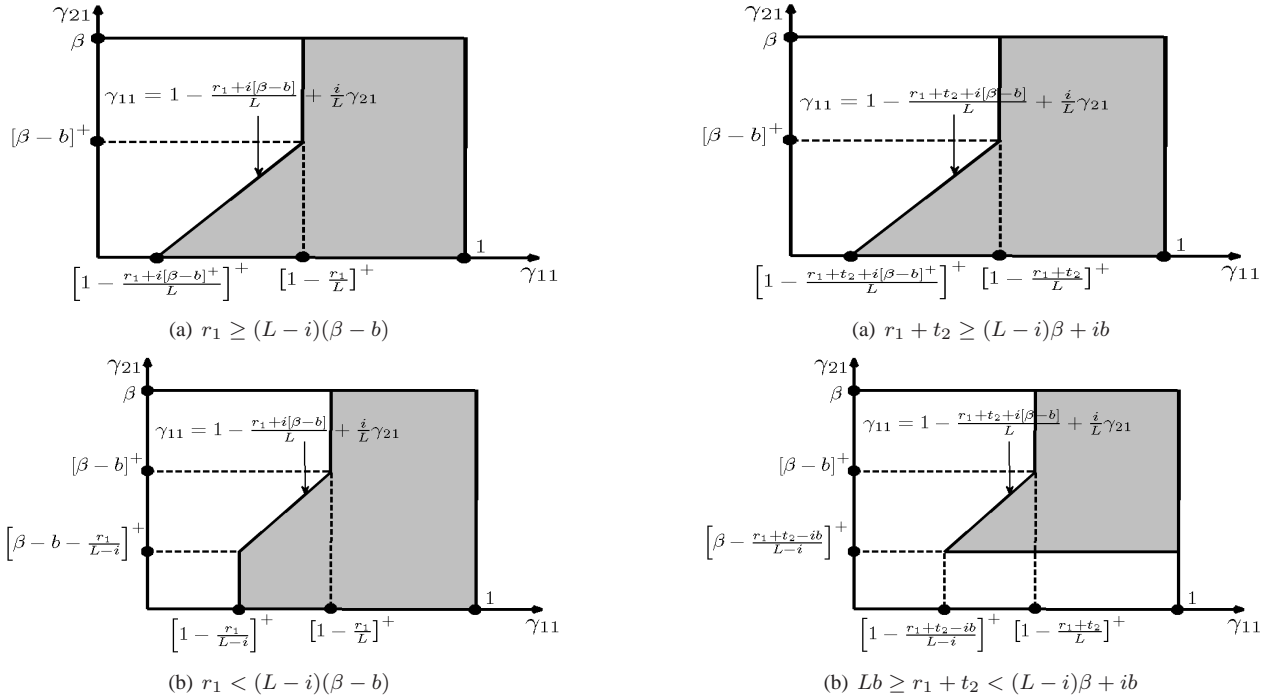 γ21
β
γ11 = 1 − (r1+i[β−b])/L + (i/L)γ21
[β − b]⁺
1
[1 − (r1+i[β−b]⁺)/L]⁺
[1 − r1/L]⁺
γ11
(a) r1 ≥ (L − i)(β − b)
γ21
β
γ11 = 1 − (r1+t2+i[β−b])/L + (i/L)γ21
[β − b]⁺
1
[1 − (r1+t2+i[β−b]⁺)/L]⁺
[1 − (r1+t2)/L]⁺
γ11
(a) r1 + t2 ≥ (L − i)β + ib
γ21
β
γ11 = 1 − (r1+i[β−b])/L + (i/L)γ21
[β − b]⁺
[β − b − r1/(L−i)]⁺
1
[1 − r1/(L−i)]⁺
[1 − r1/L]⁺
γ11
(b) r1 < (L − i)(β − b)
γ21
β
γ11 = 1 − (r1+t2+i[β−b])/L + (i/L)γ21
[β − b]⁺
[β − (r1+t2−ib)/(L−i)]⁺
1
[1 − (r1+t2−ib)/(L−i)]⁺
[1 − (r1+t2)/L]⁺
γ11
(b) Lb ≥ r1 + t2 < (L − i)β + ib